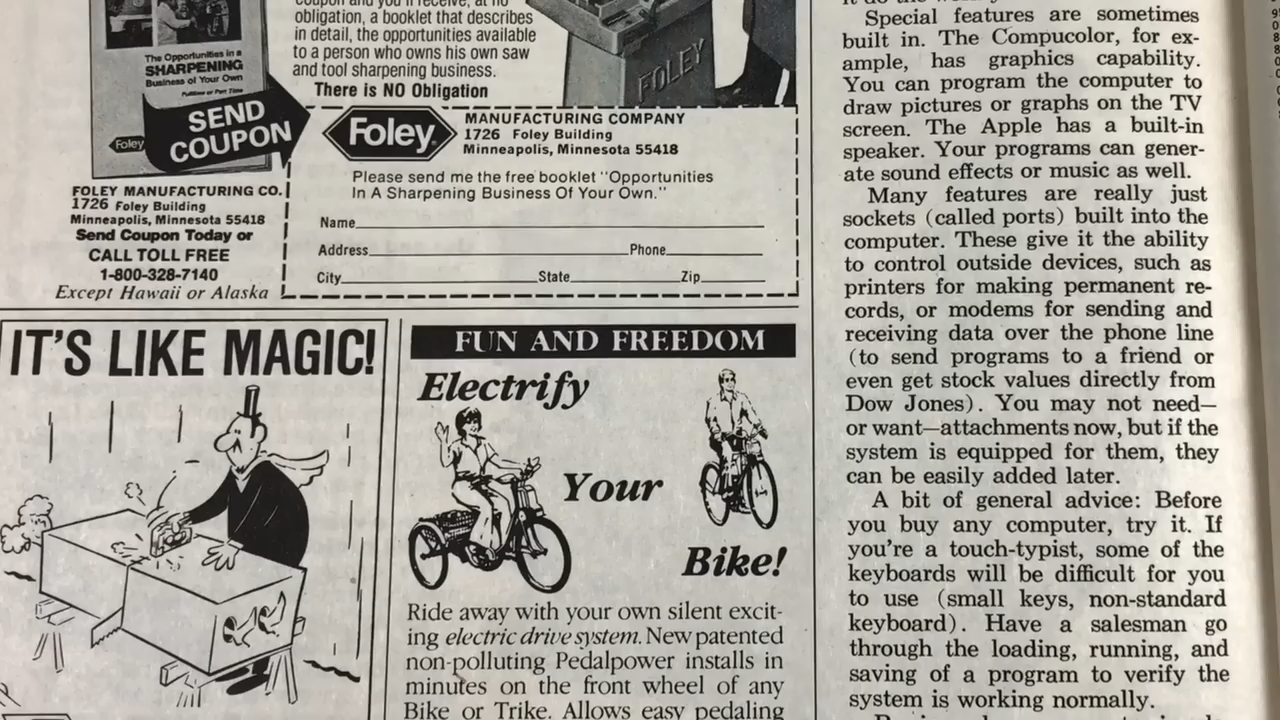 The Opportunities in a
SHARPENING
Business of Your Own
Fulltime or Part Time
SEND
COUPON
Foley
coupon and you'll receive, at no
obligation, a booklet that describes
in detail, the opportunities available
to a person who owns his own saw
and tool sharpening business.
There is NO Obligation
FOLEY
FOLEY MANUFACTURING CO.
1726 Foley Building
Minneapolis, Minnesota 55418
Send Coupon Today or
CALL TOLL FREE
1-800-328-7140
Except Hawaii or Alaska
Foley
MANUFACTURING COMPANY
1726 Foley Building
Minneapolis, Minnesota 55418
Please send me the free booklet "Opportunities
In A Sharpening Business Of Your Own."
Name
Address Phone
City State Zip
IT'S LIKE MAGIC!
FUN AND FREEDOM
Electrify
Your
Bike!
Ride away with your own silent excit-
ing electric drive system. New patented
non-polluting Pedalpower installs in
minutes on the front wheel of any
Bike or Trike. Allows easy pedaling
Special features are sometimes
built in. The Compucolor, for ex-
ample, has graphics capability.
You can program the computer to
draw pictures or graphs on the TV
screen. The Apple has a built-in
speaker. Your programs can gener-
ate sound effects or music as well.
Many features are really just
sockets (called ports) built into the
computer. These give it the ability
to control outside devices, such as
printers for making permanent re-
cords, or modems for sending and
receiving data over the phone line
(to send programs to a friend or
even get stock values directly from
Dow Jones). You may not need—
or want—attachments now, but if the
system is equipped for them, they
can be easily added later.
A bit of general advice: Before
you buy any computer, try it. If
you're a touch-typist, some of the
keyboards will be difficult for you
to use (small keys, non-standard
keyboard). Have a salesman go
through the loading, running, and
saving of a program to verify the
system is working normally.